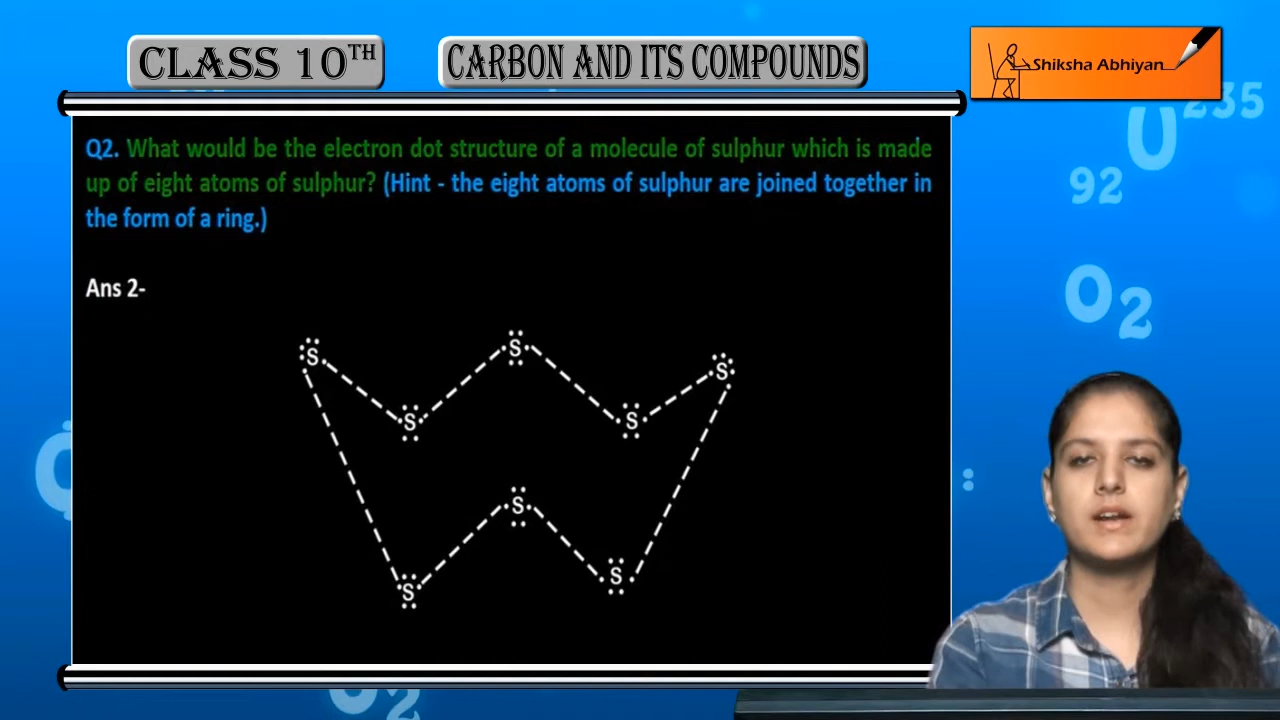 CLASS 10TH
CARBON AND ITS COMPOUNDS
Shiksha Abhiyan
235
U
92
O2
Q2. What would be the electron dot structure of a molecule of sulphur which is made
up of eight atoms of sulphur? (Hint - the eight atoms of sulphur are joined together in
the form of a ring.)
Ans 2-
S S S
S S
S
S S
O2